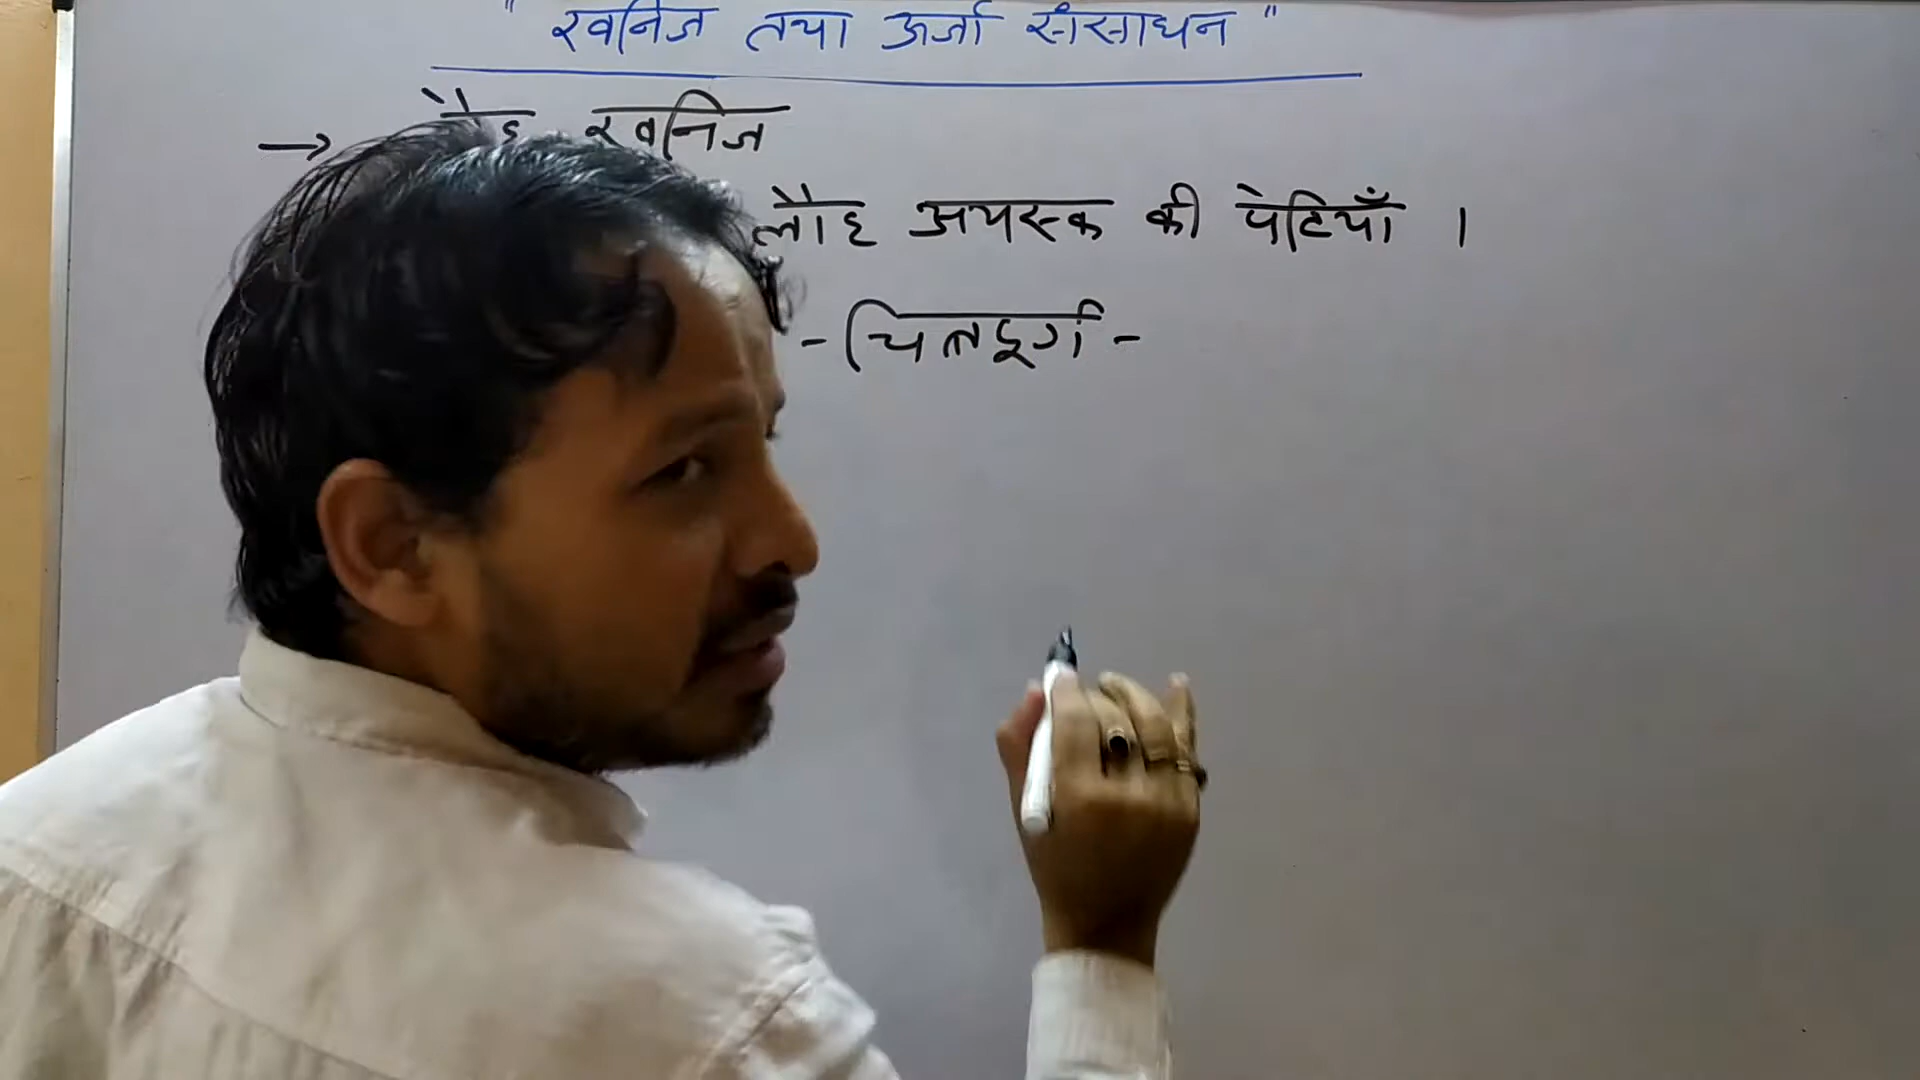 " खनिज तथा ऊर्जा संसाधन "
→ खनिज
लौह अयस्क की पेटियाँ ।
- चितदुर्ग -